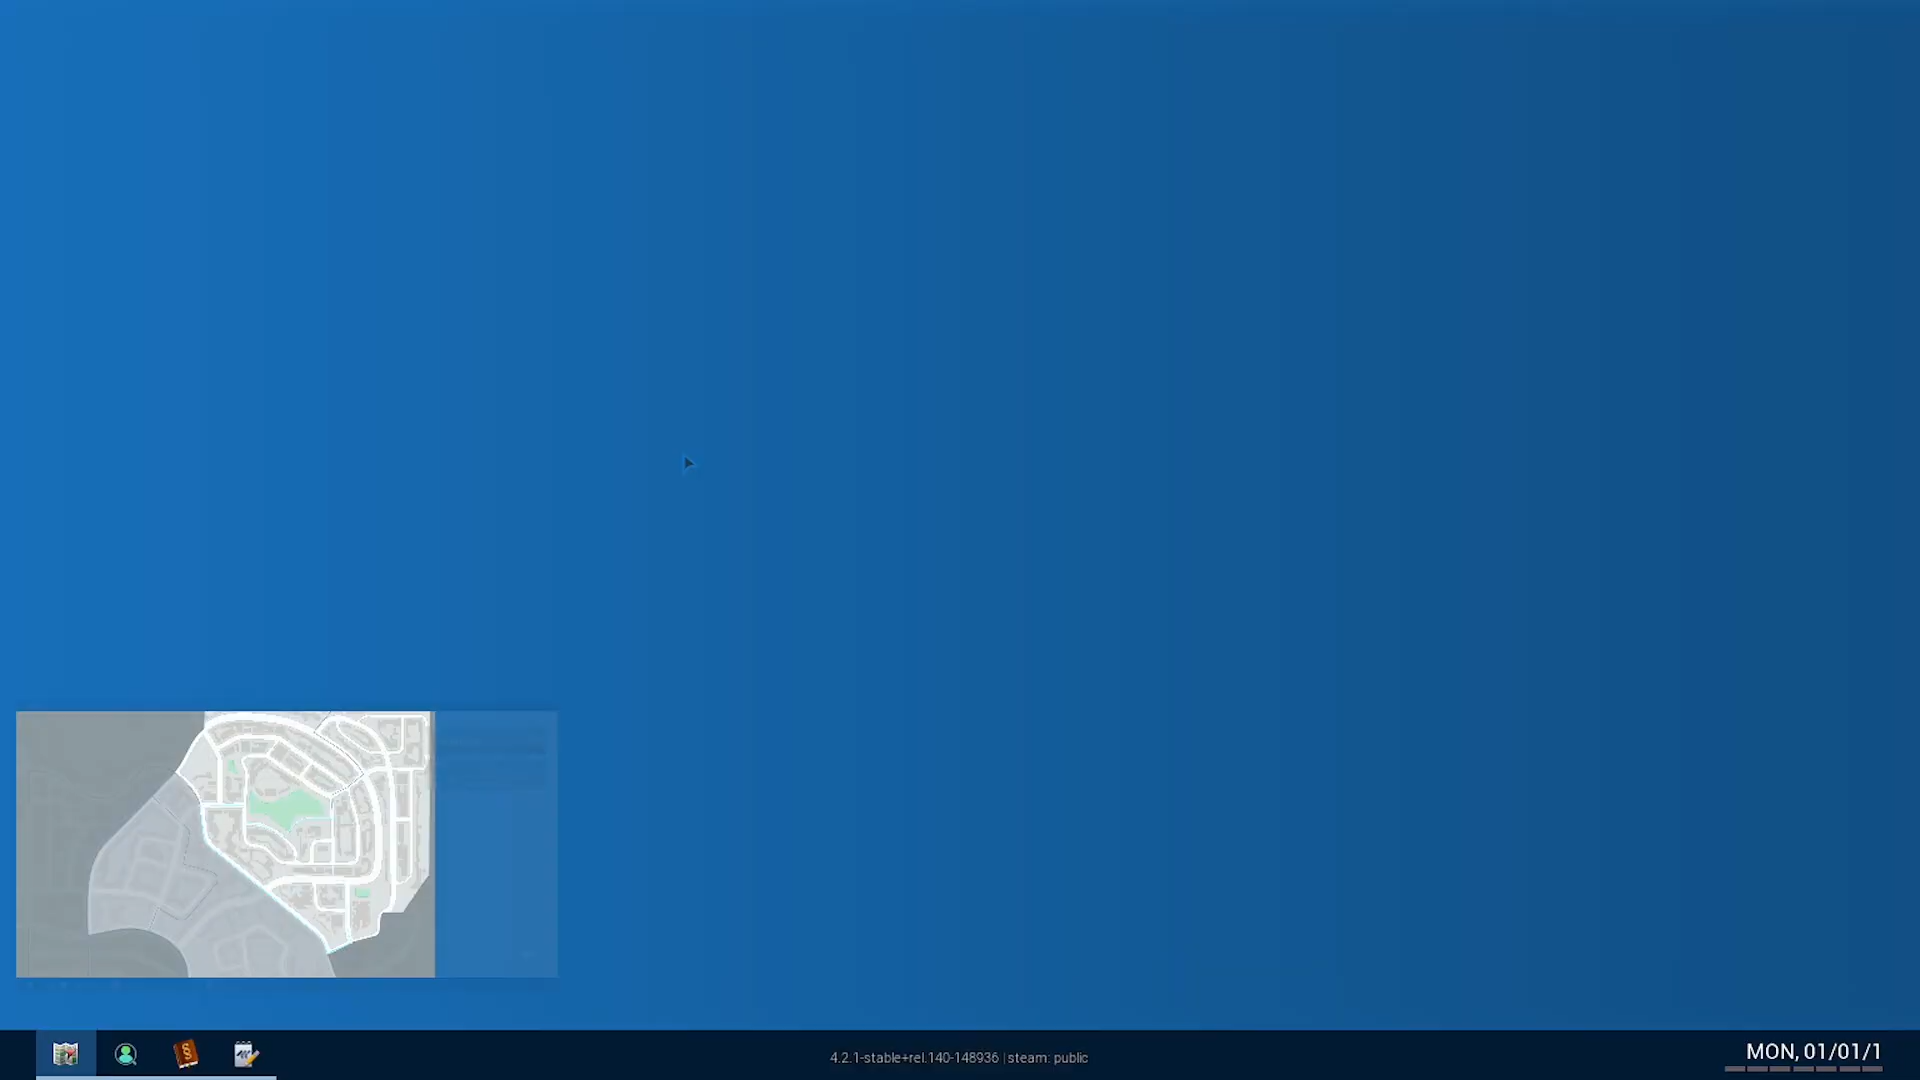 4.2.1-stable+rel.140-148936 | steam: public
MON, 01/01/1